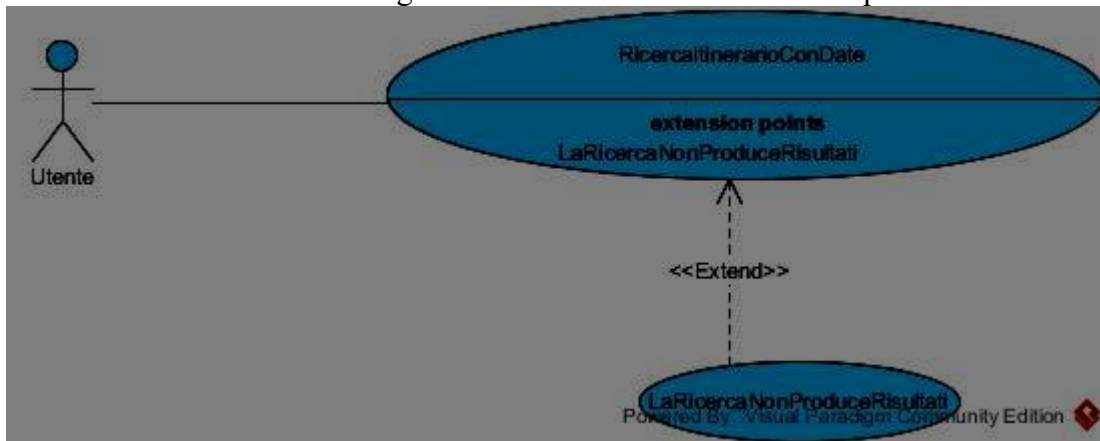 RicercaItinerarioConDate
extension points
LaRicercaNonProduceRisultati
Utente
<<Extend>>
LaRicercaNonProduceRisultati
Powered By Visual Paradigm Community Edition